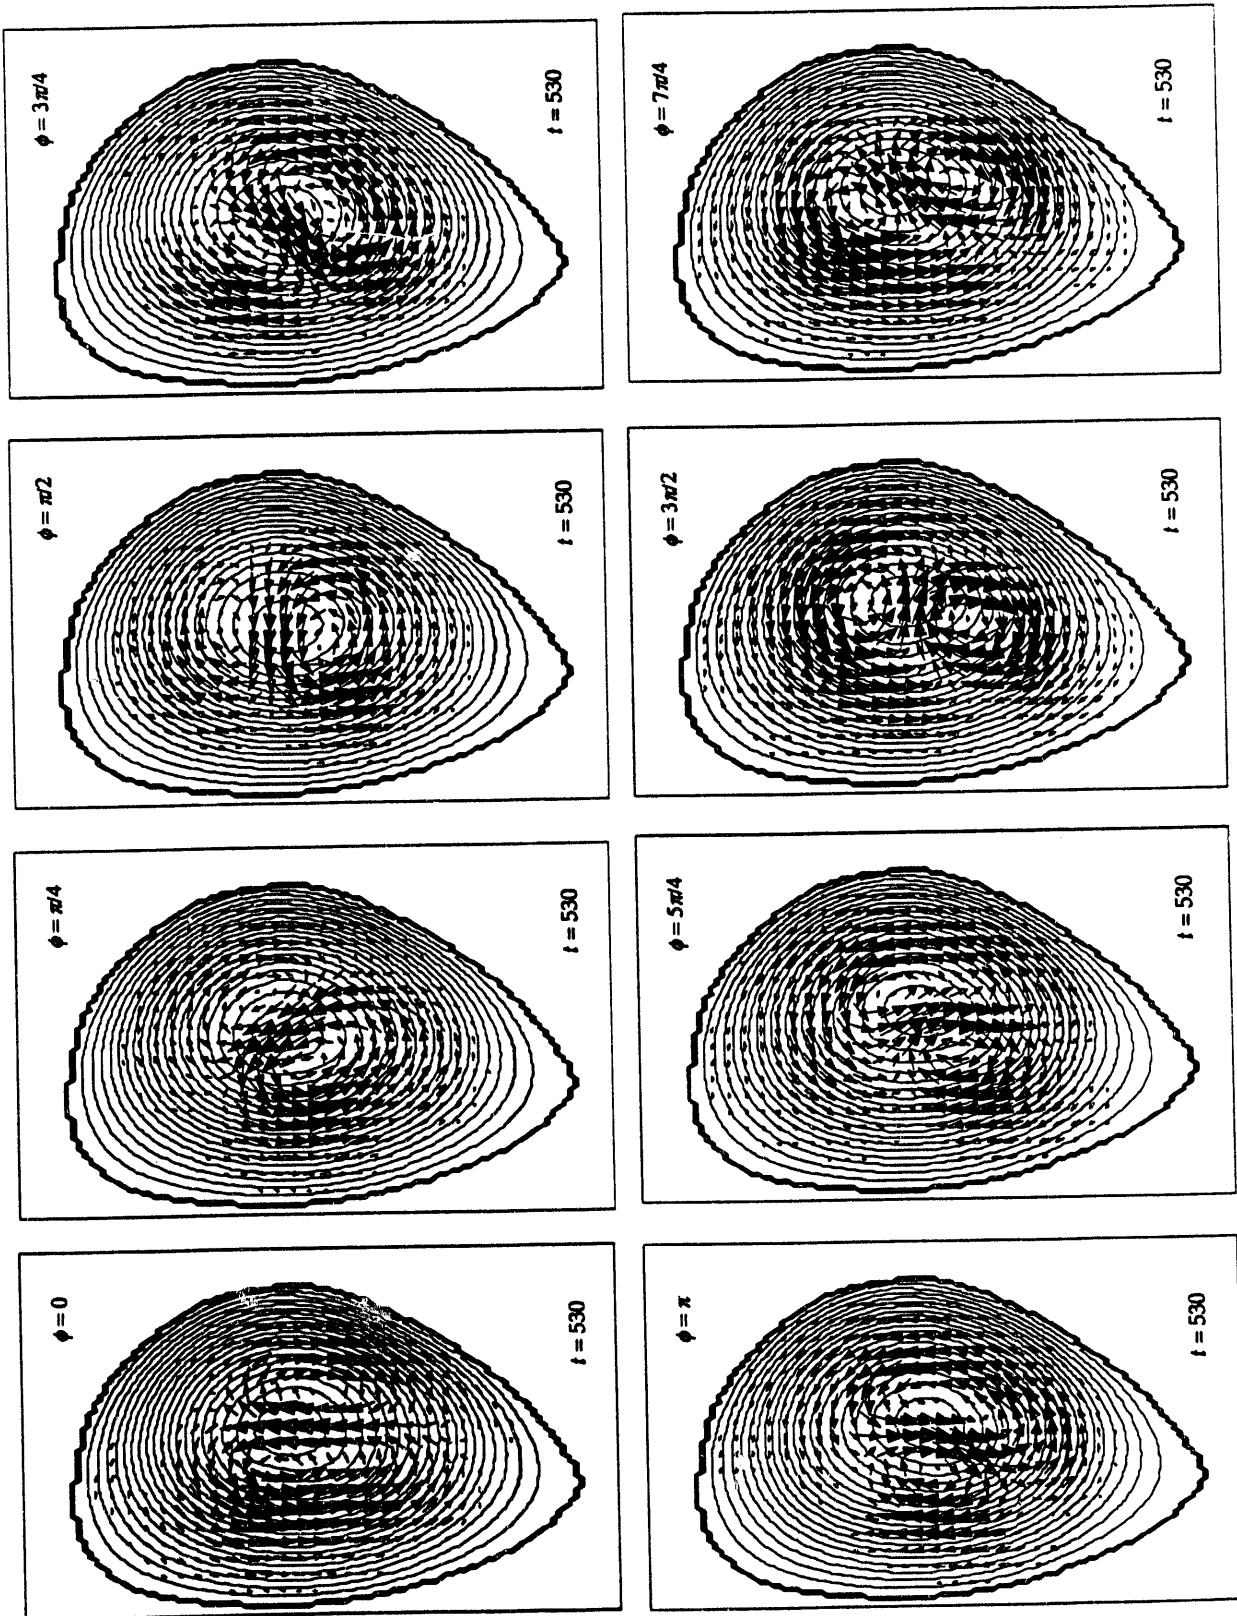 φ = 0
t = 530
φ = π/4
t = 530
φ = π/2
t = 530
φ = 3π/4
t = 530
φ = π
t = 530
φ = 5π/4
t = 530
φ = 3π/2
t = 530
φ = 7π/4
t = 530